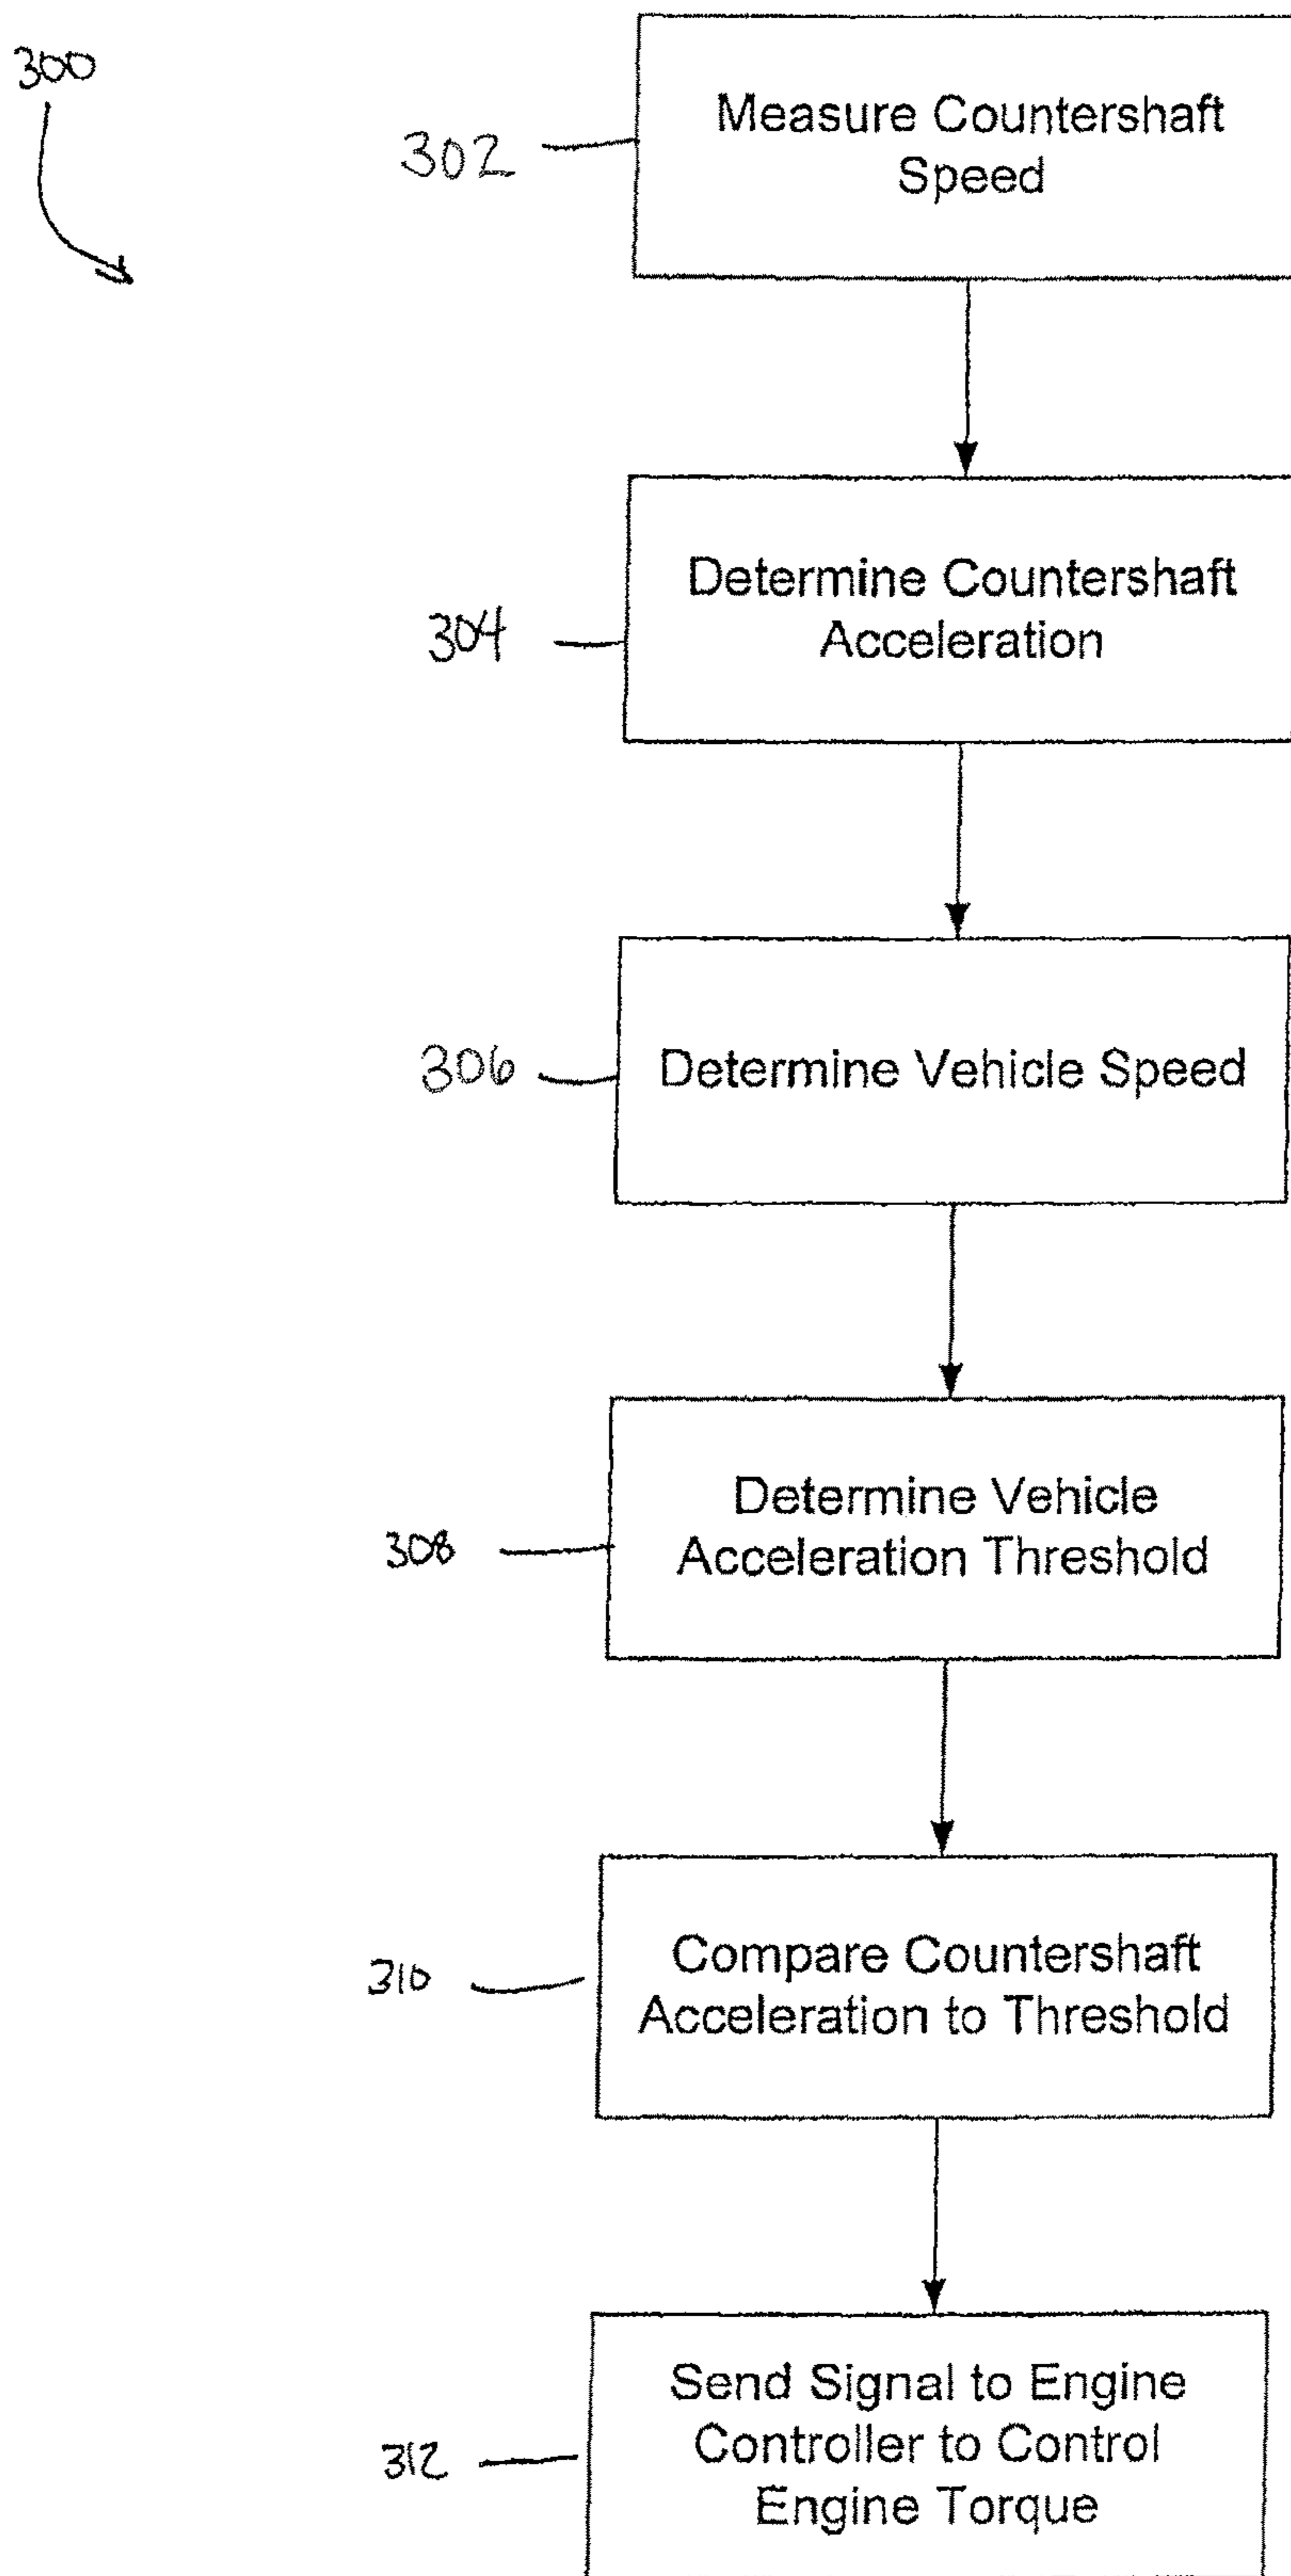 300
302
Measure Countershaft
Speed
304
Determine Countershaft
Acceleration
306
Determine Vehicle Speed
308
Determine Vehicle
Acceleration Threshold
310
Compare Countershaft
Acceleration to Threshold
312
Send Signal to Engine
Controller to Control
Engine Torque